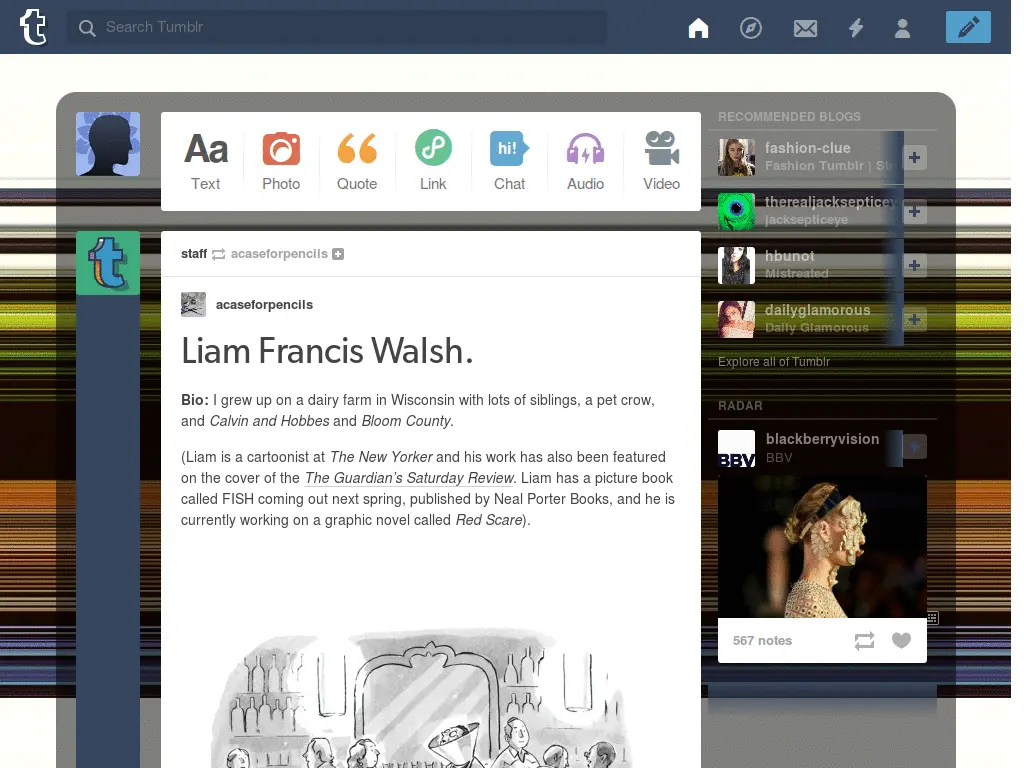 Search Tumblr
Aa
Text
Photo
Quote
Link
hi!
Chat
Audio
Video
staff acaseforpencils
acaseforpencils
Liam Francis Walsh.
Bio: I grew up on a dairy farm in Wisconsin with lots of siblings, a pet crow,
and Calvin and Hobbes and Bloom County.
(Liam is a cartoonist at The New Yorker and his work has also been featured
on the cover of the The Guardian’s Saturday Review. Liam has a picture book
called FISH coming out next spring, published by Neal Porter Books, and he is
currently working on a graphic novel called Red Scare).
RECOMMENDED BLOGS
fashion-clue
Fashion Tumblr |
therealjacksepticey
Jacksepticeye
hbunot
Mistreated
dailyglamorous
Daily Glamorous
Explore all of Tumblr
RADAR
BBV
blackberryvision
BBV
567 notes